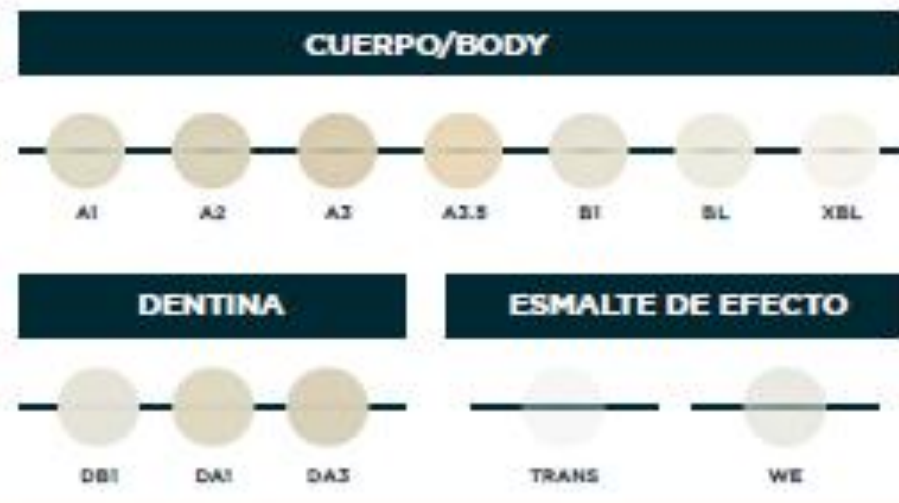 CUERPO/BODY
A1 A2 A3 A3.5 B1 BL XBL
DENTINA ESMALTE DE EFECTO
DB1 DA1 DA3 TRANS WE